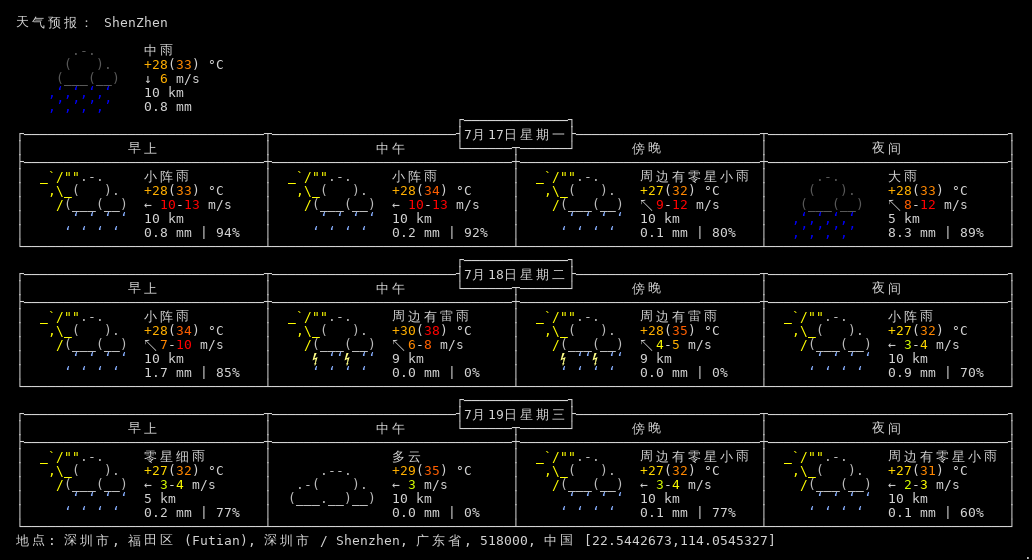 天气预报： ShenZhen
中雨
+28(33) °C
↓ 6 m/s
10 km
0.8 mm
7月17日星期一
早上 中午 傍晚 夜间
小阵雨 小阵雨 周边有零星小雨 大雨
+28(33) °C +28(34) °C +27(32) °C +28(33) °C
← 10-13 m/s ← 10-13 m/s ↖ 9-12 m/s ↖ 8-12 m/s
10 km 10 km 10 km 5 km
0.8 mm | 94% 0.2 mm | 92% 0.1 mm | 80% 8.3 mm | 89%
7月18日星期二
早上 中午 傍晚 夜间
小阵雨 周边有雷雨 周边有雷雨 小阵雨
+28(34) °C +30(38) °C +28(35) °C +27(32) °C
↖ 7-10 m/s ↖ 6-8 m/s ↖ 4-5 m/s ← 3-4 m/s
10 km 9 km 9 km 10 km
1.7 mm | 85% 0.0 mm | 0% 0.0 mm | 0% 0.9 mm | 70%
7月19日星期三
早上 中午 傍晚 夜间
零星细雨 多云 周边有零星小雨 周边有零星小雨
+27(32) °C +29(35) °C +27(32) °C +27(31) °C
← 3-4 m/s ← 3 m/s ← 3-4 m/s ← 2-3 m/s
5 km 10 km 10 km 10 km
0.2 mm | 77% 0.0 mm | 0% 0.1 mm | 77% 0.1 mm | 60%
地点: 深圳市, 福田区 (Futian), 深圳市 / Shenzhen, 广东省, 518000, 中国 [22.5442673,114.0545327]